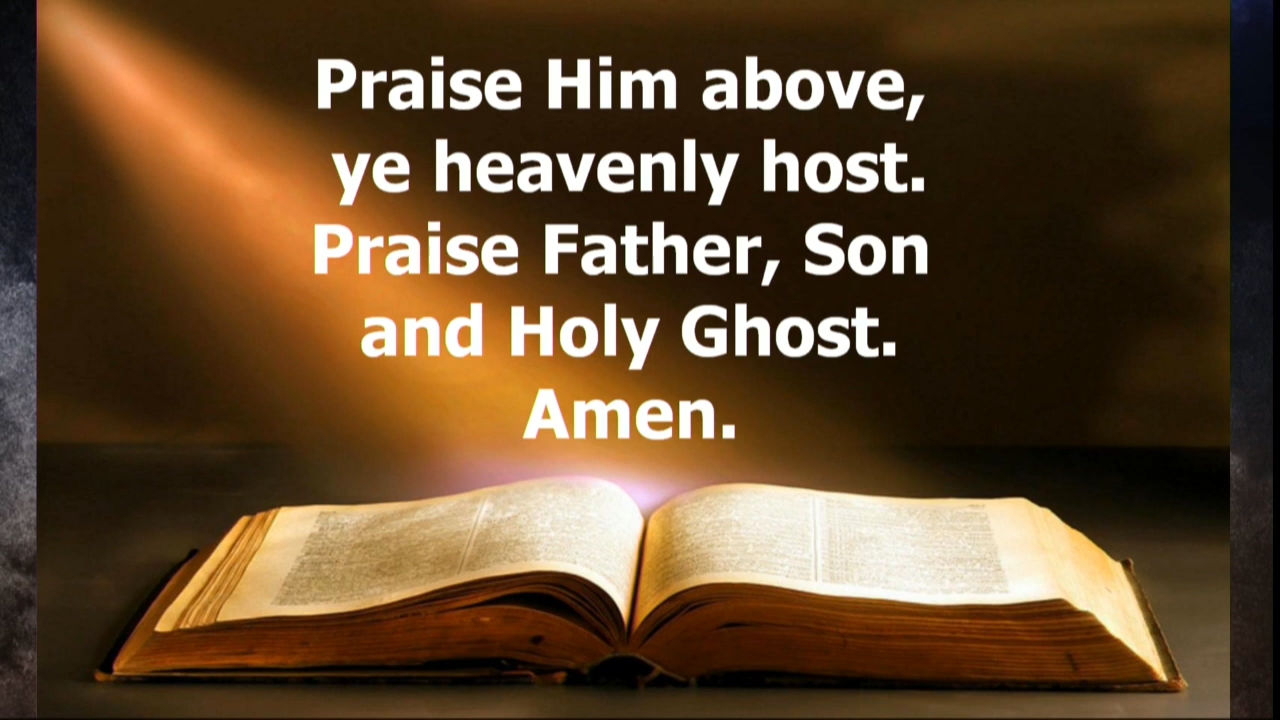 Praise Him above,
ye heavenly host.
Praise Father, Son
and Holy Ghost.
Amen.